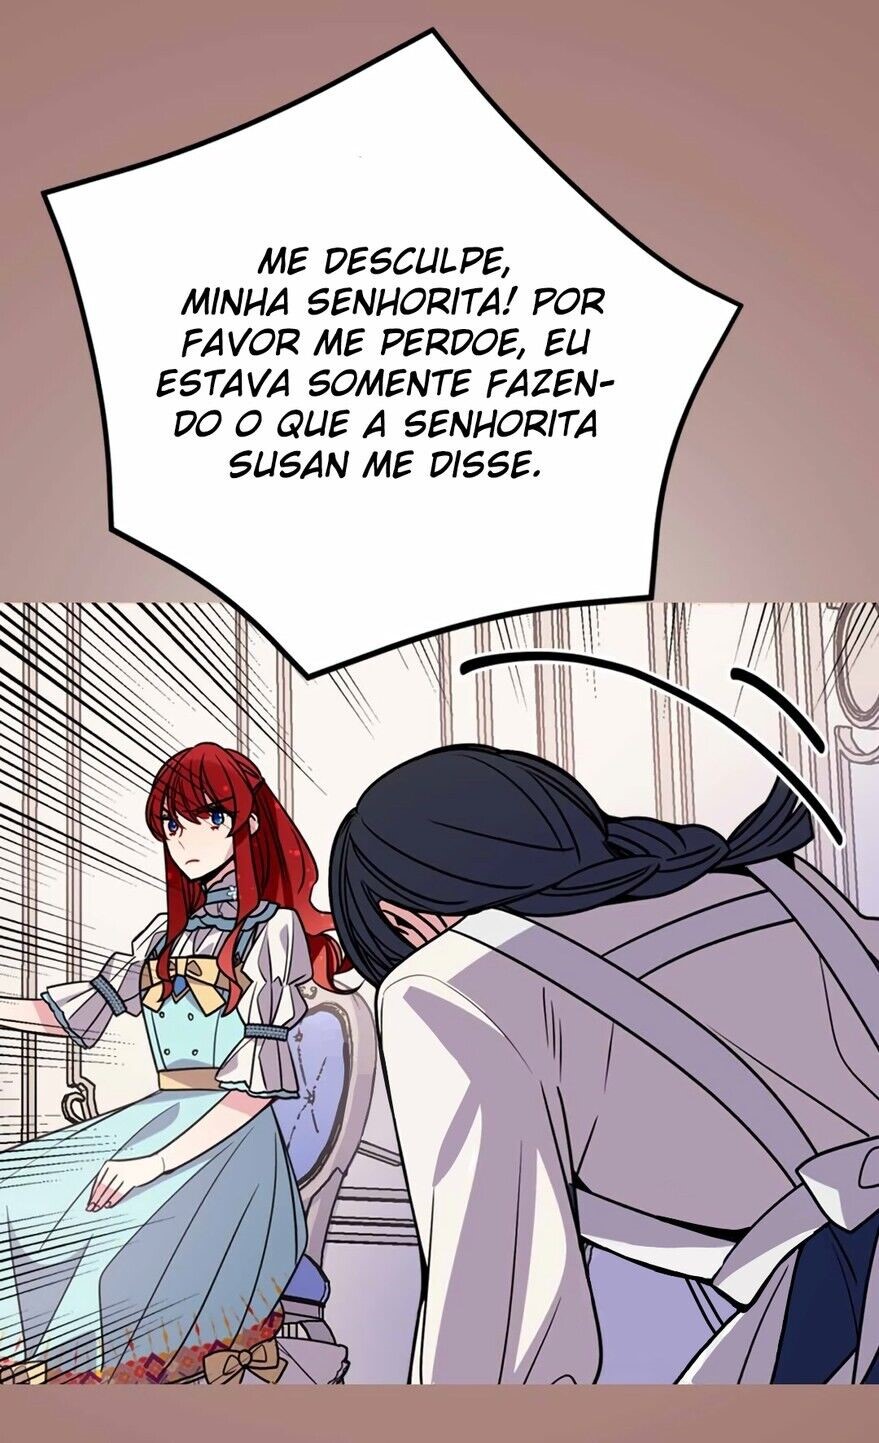 ME DESCULPE,
MINHA SENHORITA! POR
FAVOR ME PERDOE, EU
ESTAVA SOMENTE FAZEN-
DO O QUE A SENHORITA
SUSAN ME DISSE.